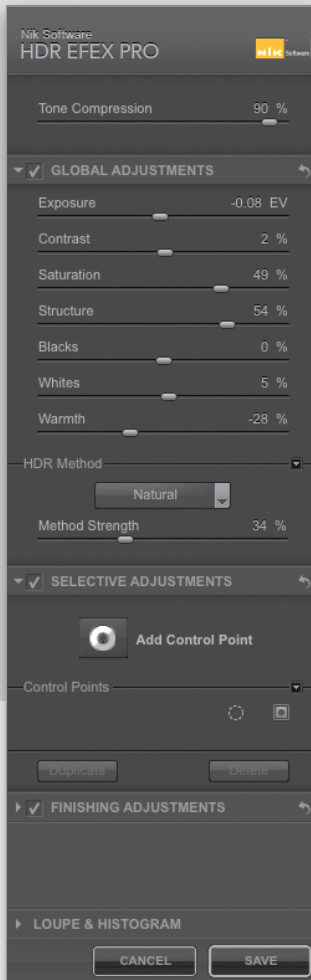 Nik Software
HDR EFEX PRO
NiK Software
Tone Compression 90 %
GLOBAL ADJUSTMENTS
Exposure -0.08 EV
Contrast 2 %
Saturation 49 %
Structure 54 %
Blacks 0 %
Whites 5 %
Warmth -28 %
HDR Method
Natural
Method Strength 34 %
SELECTIVE ADJUSTMENTS
Add Control Point
Control Points
Duplicate Delete
FINISHING ADJUSTMENTS
LOUPE & HISTOGRAM
CANCEL SAVE